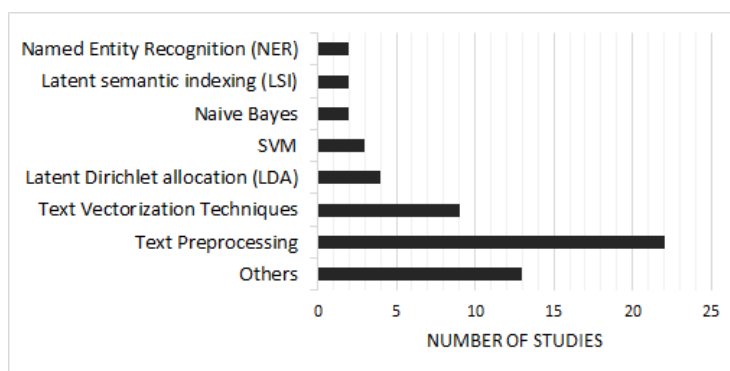 Named Entity Recognition (NER)
Latent semantic indexing (LSI)
Naive Bayes
SVM
Latent Dirichlet allocation (LDA)
Text Vectorization Techniques
Text Preprocessing
Others
0 5 10 15 20 25
NUMBER OF STUDIES